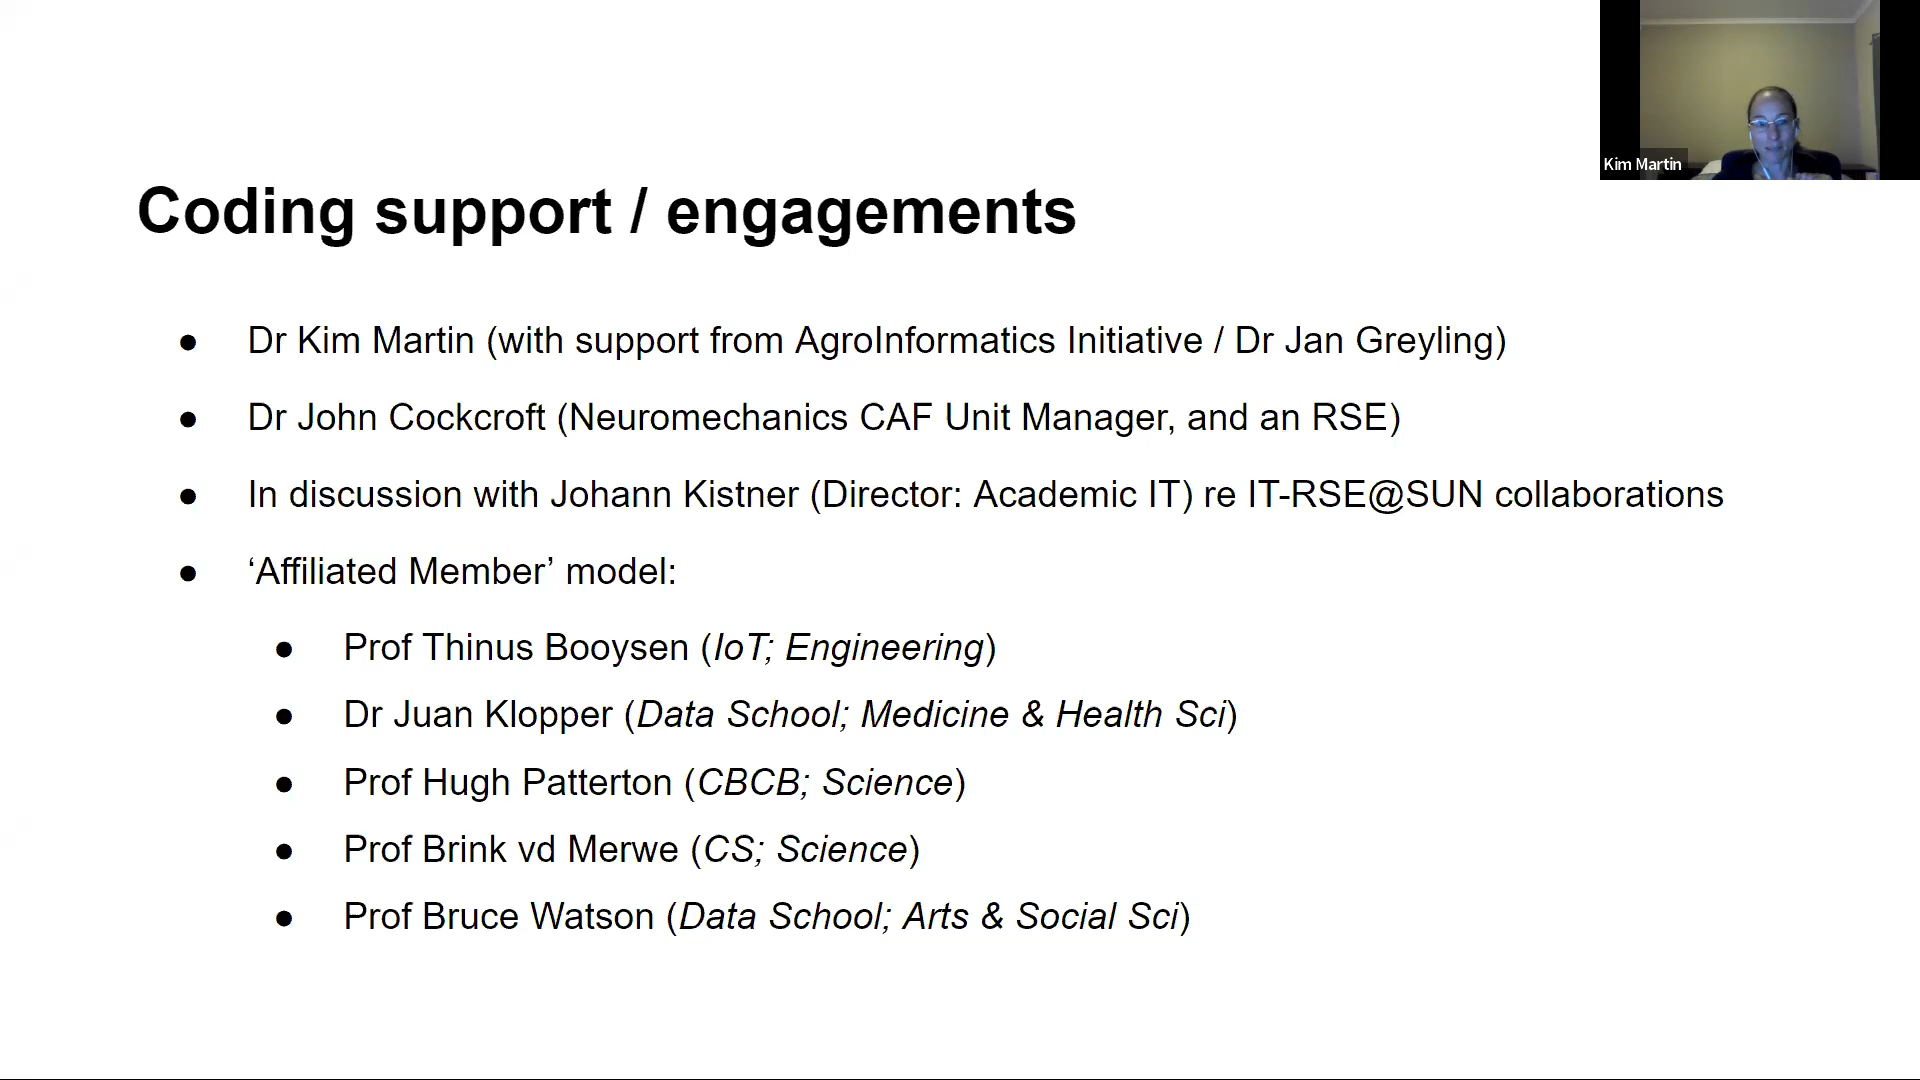 Kim Martin
Coding support / engagements
● Dr Kim Martin (with support from AgroInformatics Initiative / Dr Jan Greyling)
● Dr John Cockcroft (Neuromechanics CAF Unit Manager, and an RSE)
● In discussion with Johann Kistner (Director: Academic IT) re IT-RSE@SUN collaborations
● ‘Affiliated Member’ model:
● Prof Thinus Booysen (IoT; Engineering)
● Dr Juan Klopper (Data School; Medicine & Health Sci)
● Prof Hugh Patterton (CBCB; Science)
● Prof Brink vd Merwe (CS; Science)
● Prof Bruce Watson (Data School; Arts & Social Sci)